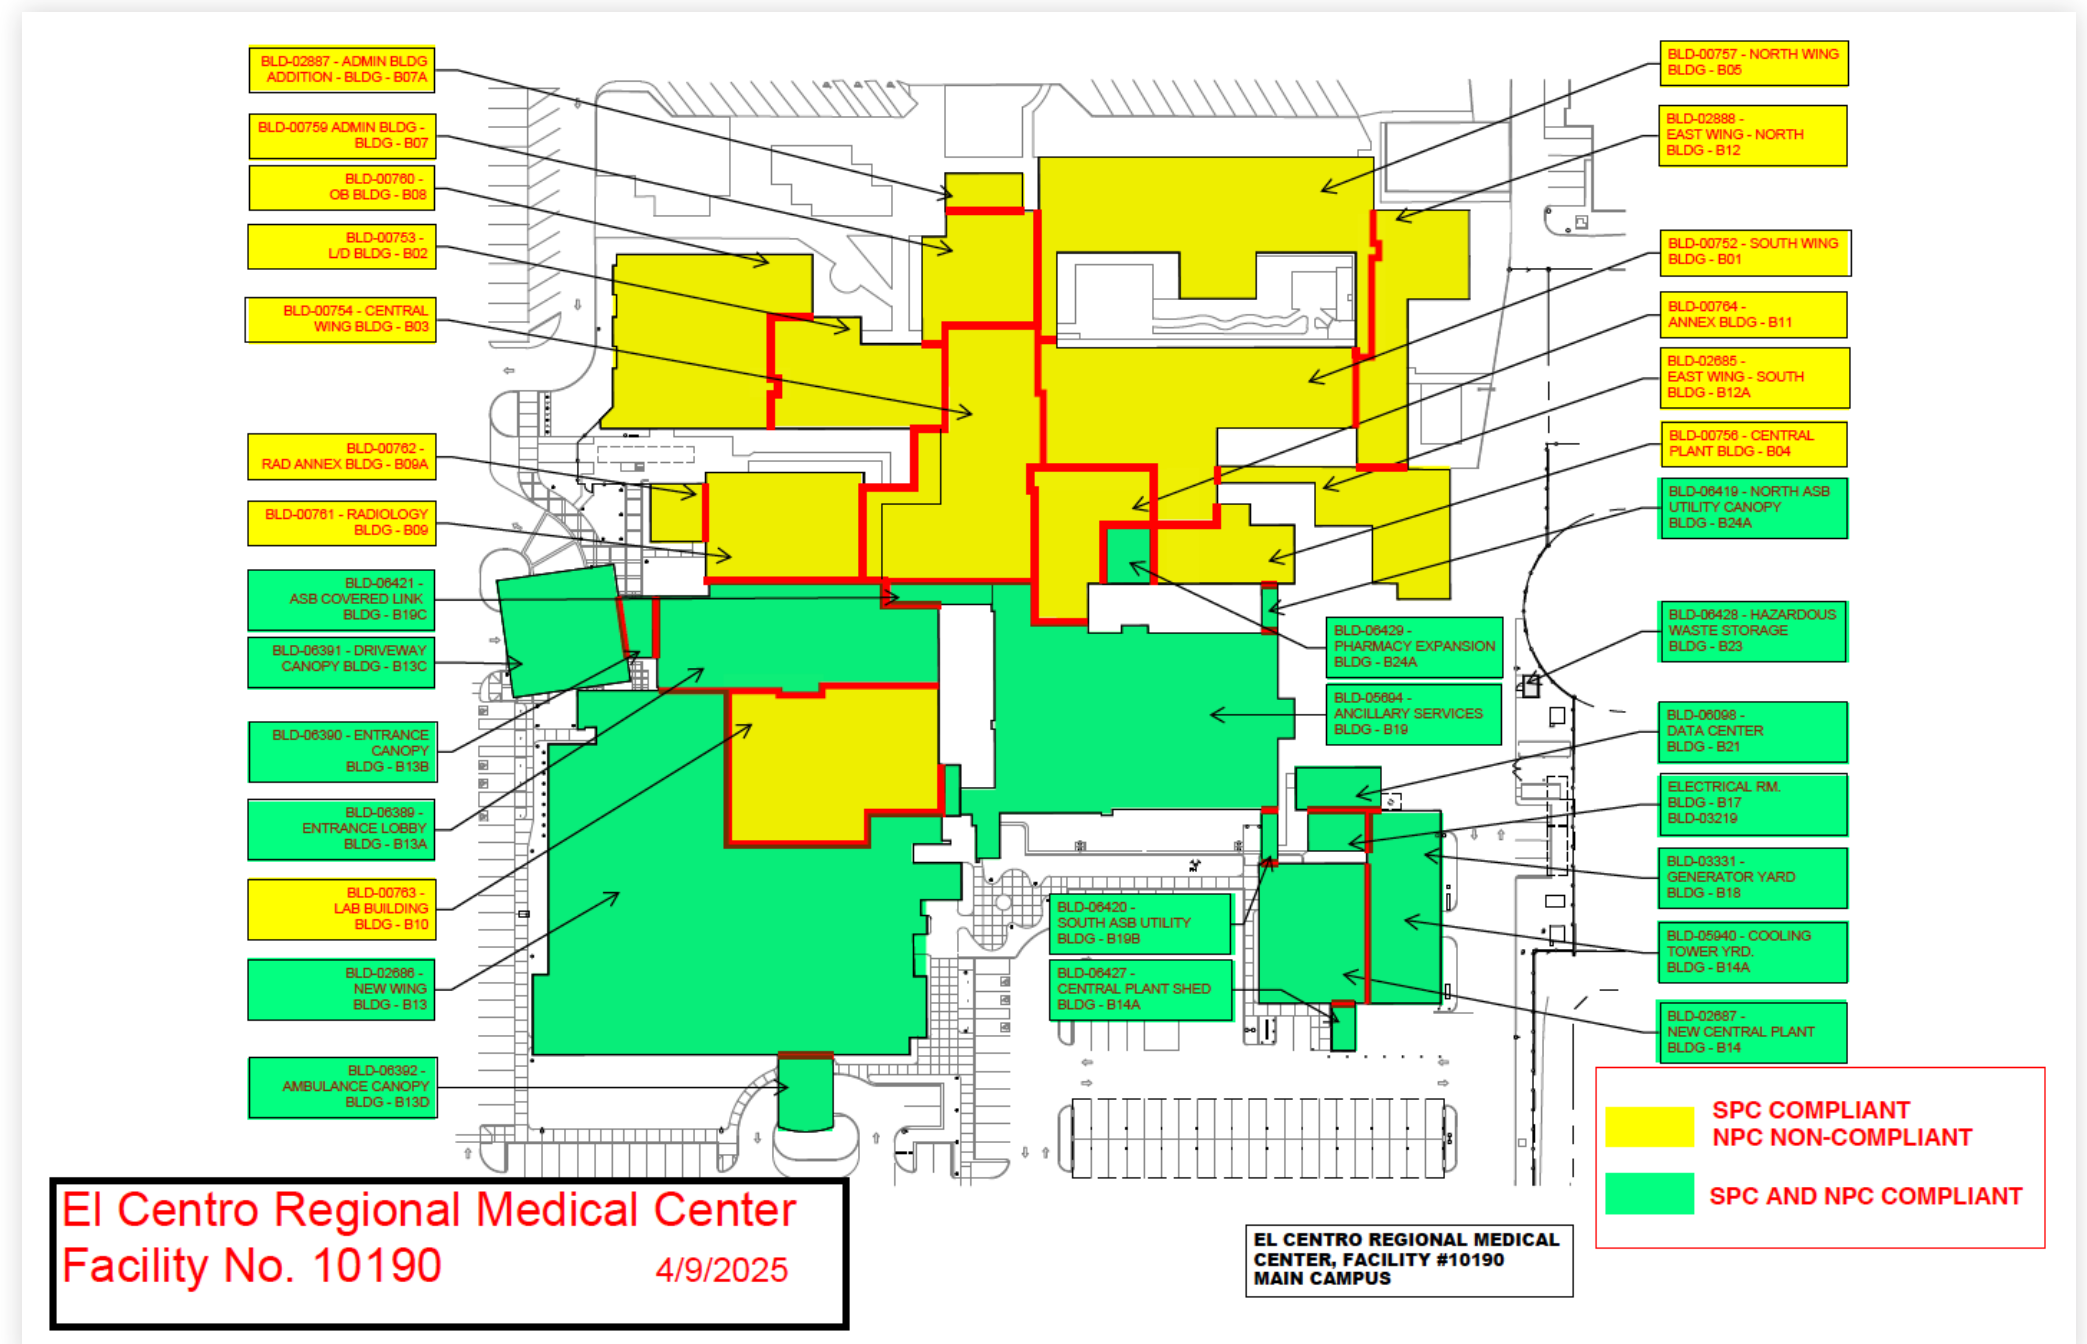 BLD-02887 - ADMIN BLDG
ADDITION - BLDG - B07A
BLD-00759 ADMIN BLDG -
BLDG - B07
BLD-00760 -
OB BLDG - B08
BLD-00753 -
L/D BLDG - B02
BLD-00754 - CENTRAL
WING BLDG - B03
BLD-00762 -
RAD ANNEX BLDG - B09A
BLD-00761 - RADIOLOGY
BLDG - B09
BLD-06421 -
ASB COVERED LINK
BLDG - B19C
BLD-06391 - DRIVEWAY
CANOPY BLDG - B13C
BLD-06390 - ENTRANCE
CANOPY
BLDG - B13B
BLD-06389 -
ENTRANCE LOBBY
BLDG - B13A
BLD-00763 -
LAB BUILDING
BLDG - B10
BLD-02686 -
NEW WING
BLDG - B13
BLD-06392 -
AMBULANCE CANOPY
BLDG - B13D
BLD-00757 - NORTH WING
BLDG - B05
BLD-02888 -
EAST WING - NORTH
BLDG - B12
BLD-00752 - SOUTH WING
BLDG - B01
BLD-00764 -
ANNEX BLDG - B11
BLD-02685 -
EAST WING - SOUTH
BLDG - B12A
BLD-00756 - CENTRAL
PLANT BLDG - B04
BLD-06419 - NORTH ASB
UTILITY CANOPY
BLDG - B24A
BLD-06428 - HAZARDOUS
WASTE STORAGE
BLDG - B23
BLD-06429 -
PHARMACY EXPANSION
BLDG - B24A
BLD-05694 -
ANCILLARY SERVICES
BLDG - B19
BLD-06098 -
DATA CENTER
BLDG - B21
ELECTRICAL RM.
BLDG - B17
BLD-03219
BLD-03331 -
GENERATOR YARD
BLDG - B18
BLD-06420 -
SOUTH ASB UTILITY
BLDG - B19B
BLD-05940 - COOLING
TOWER YRD.
BLDG - B14A
BLD-06427 -
CENTRAL PLANT SHED
BLDG - B14A
BLD-02687 -
NEW CENTRAL PLANT
BLDG - B14
SPC COMPLIANT
NPC NON-COMPLIANT
SPC AND NPC COMPLIANT
El Centro Regional Medical Center
Facility No. 10190 4/9/2025
EL CENTRO REGIONAL MEDICAL
CENTER, FACILITY #10190
MAIN CAMPUS